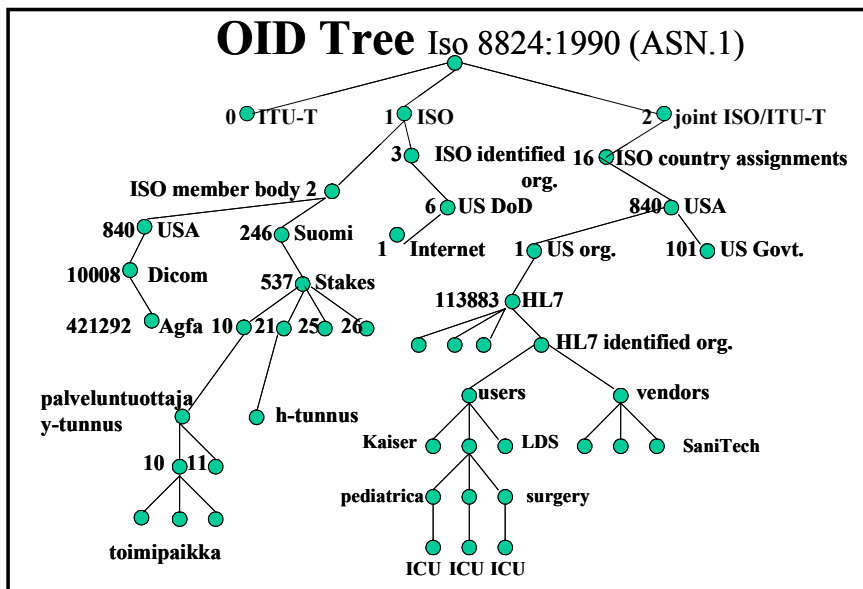 OID Tree Iso 8824:1990 (ASN.1)
0 ITU-T
1 ISO
2 joint ISO/ITU-T
3 ISO identified
org.
16 ISO country assignments
ISO member body 2
6 US DoD
840 USA
840 USA
246 Suomi
1 Internet
1 US org.
101 US Govt.
10008 Dicom
537 Stakes
113883 HL7
421292 Agfa
10 21 25 26
HL7 identified org.
palveluntuottaja
y-tunnus
h-tunnus
users
vendors
Kaiser
LDS
SaniTech
10 11
pediatrica
surgery
toimipaikka
ICU ICU ICU